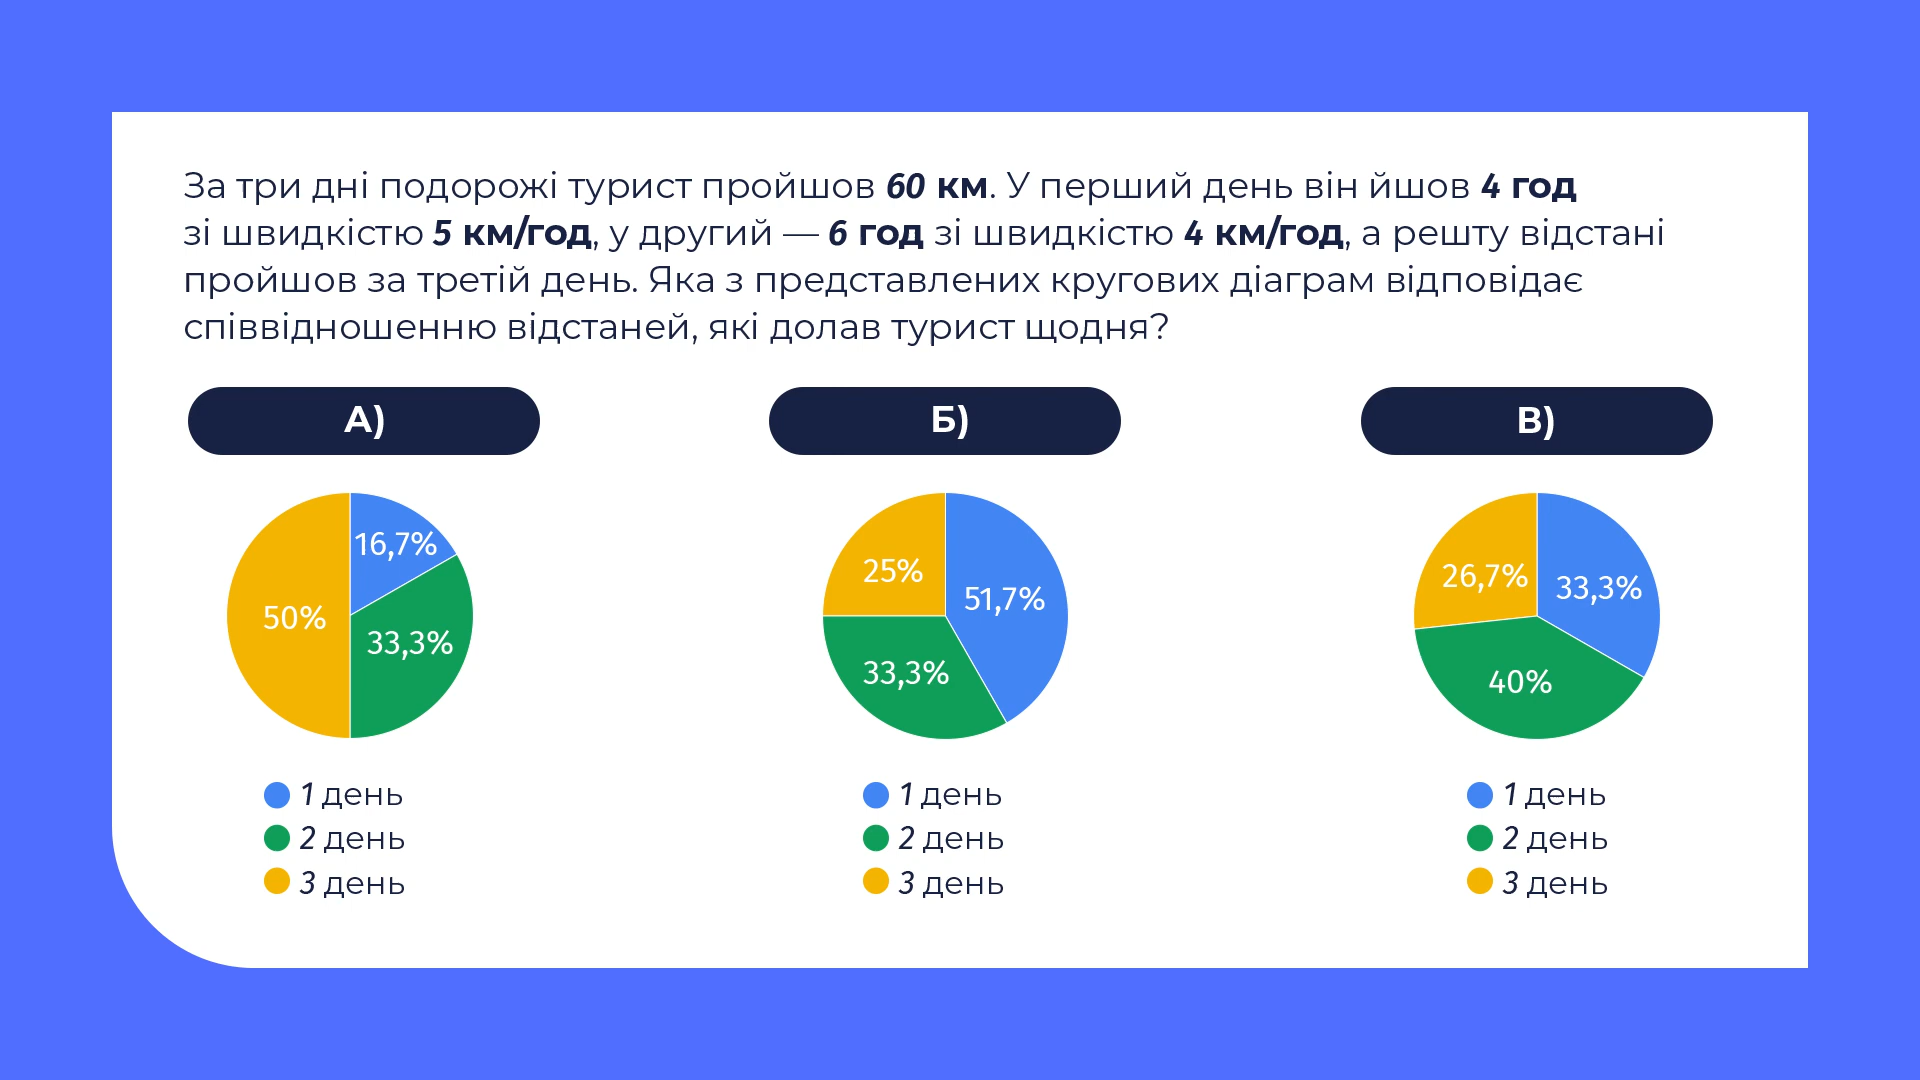 За три дні подорожі турист пройшов 60 км. У перший день він йшов 4 год
зі швидкістю 5 км/год, у другий — 6 год зі швидкістю 4 км/год, а решту відстані
пройшов за третій день. Яка з представлених кругових діаграм відповідає
співвідношенню відстаней, які долав турист щодня?
А)
16,7%
50%
33,3%
1 день
2 день
3 день
Б)
25%
51,7%
33,3%
1 день
2 день
3 день
В)
26,7%
33,3%
40%
1 день
2 день
3 день